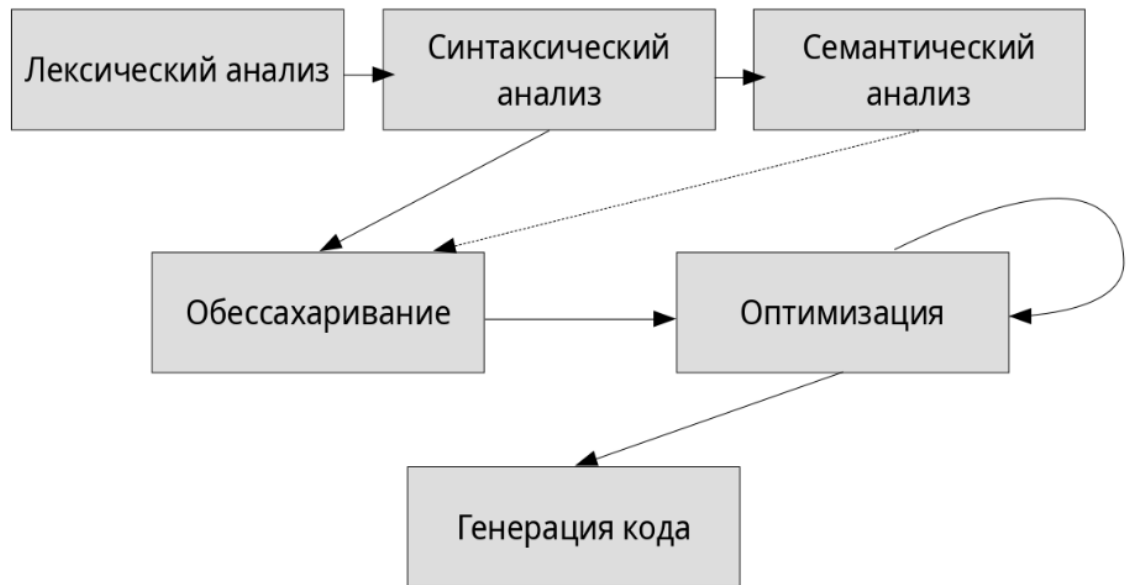 Лексический анализ
Синтаксический
анализ
Семантический
анализ
Обессахаривание
Оптимизация
Генерация кода